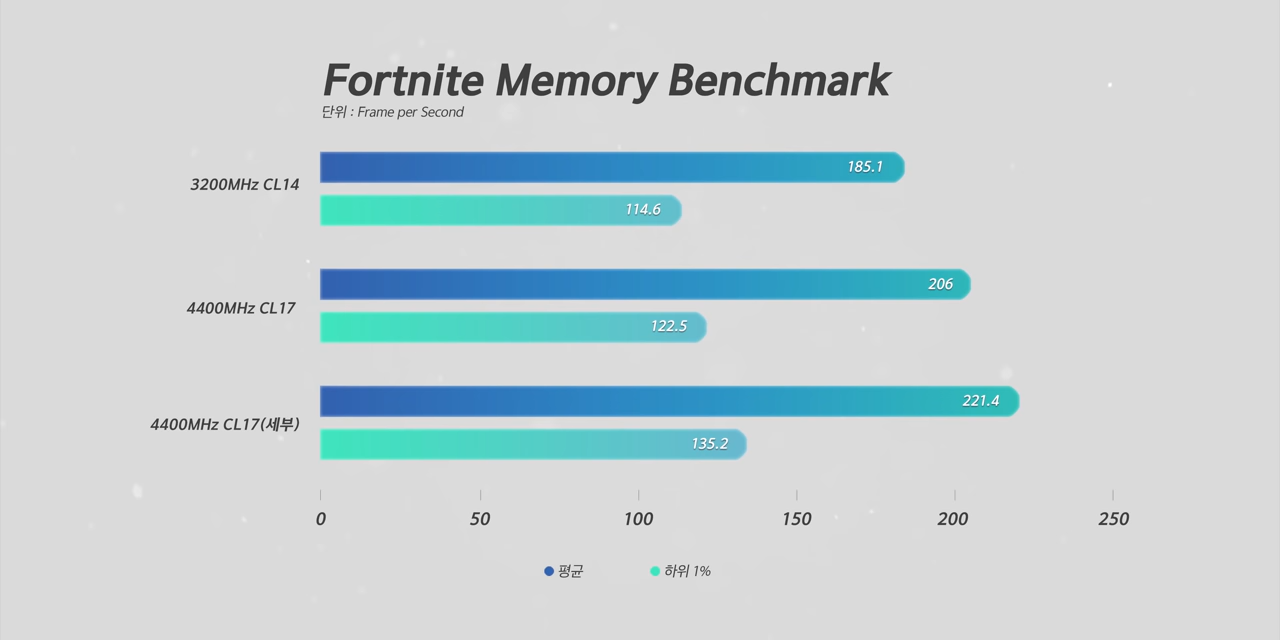 Fortnite Memory Benchmark
단위 : Frame per Second
3200MHz CL14
185.1
114.6
4400MHz CL17
206
122.5
4400MHz CL17(세부)
221.4
135.2
0 50 100 150 200 250
평균 하위 1%